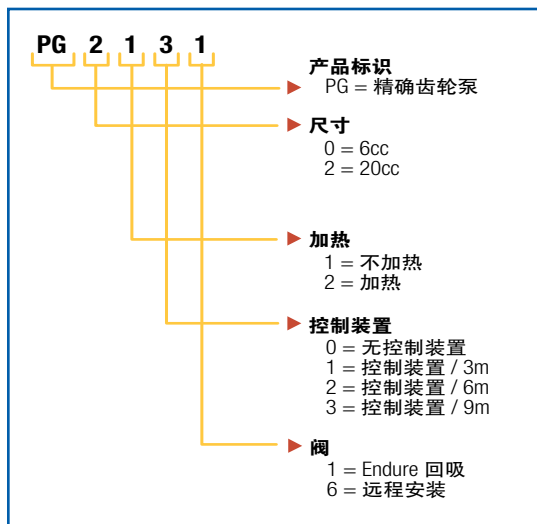 PG 2 1 3 1
产品标识
PG = 精确齿轮泵
尺寸
0 = 6cc
2 = 20cc
加热
1 = 不加热
2 = 加热
控制装置
0 = 无控制装置
1 = 控制装置 / 3m
2 = 控制装置 / 6m
3 = 控制装置 / 9m
阀
1 = Endure 回吸
6 = 远程安装